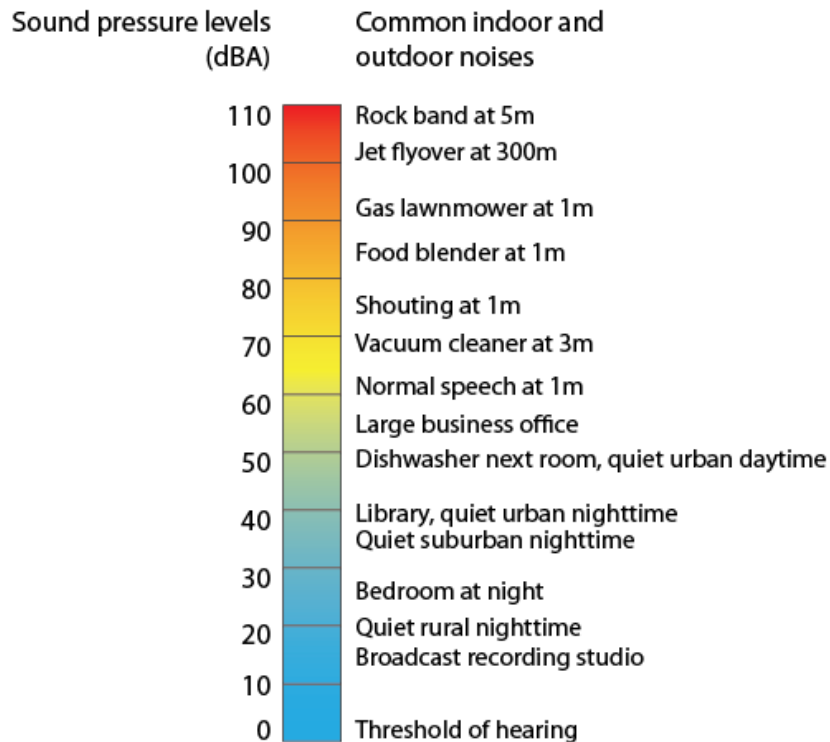 Sound pressure levels
(dBA)
Common indoor and
outdoor noises
110
Rock band at 5m
Jet flyover at 300m
100
Gas lawnmower at 1m
90
Food blender at 1m
80
Shouting at 1m
70
Vacuum cleaner at 3m
Normal speech at 1m
60
Large business office
50
Dishwasher next room, quiet urban daytime
40
Library, quiet urban nighttime
Quiet suburban nighttime
30
Bedroom at night
20
Quiet rural nighttime
Broadcast recording studio
10
0
Threshold of hearing